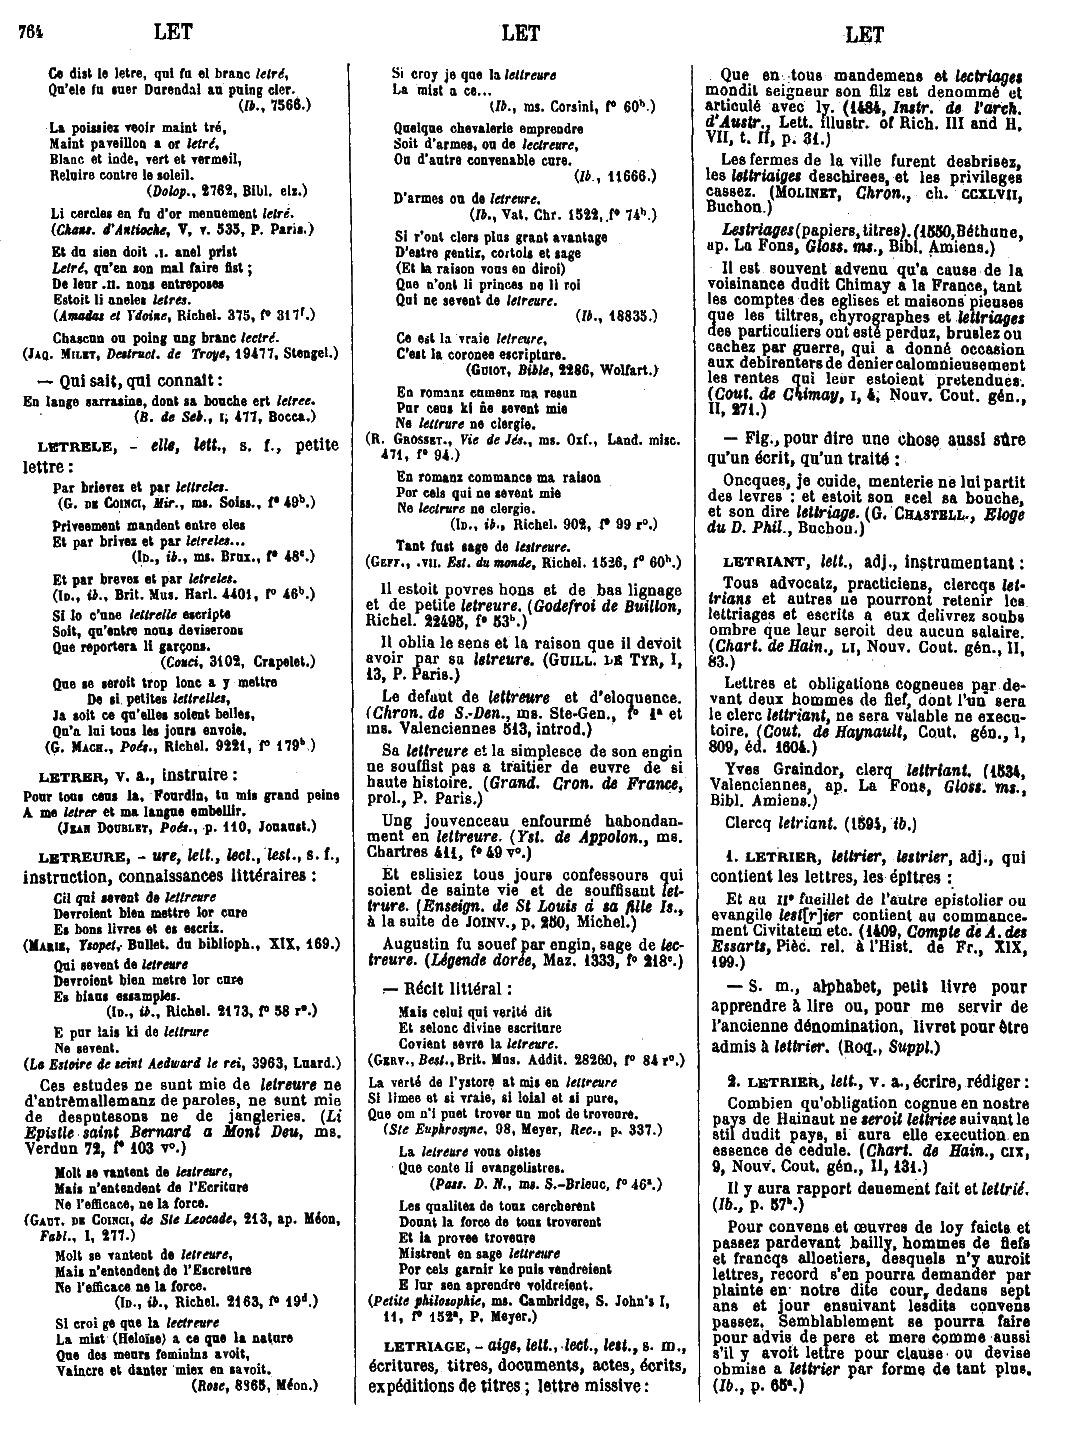 764
LET
LET
LET
Ce dist le letre, qui fu el branc letré,
Qu'ele fu suer Durendal au puing cler.
(Ib., 7566.)
La poissiez veoir maint tré,
Maint paveillon a or letré,
Blanc et inde, vert et vermeil,
Reluire contre le soleil.
(Dolop., 2762, Bibl. elz.)
Li cercles en fu d'or menuement letré.
(Chans. d'Antioche, V, v. 535, P. Paris.)
Et du sien doit .I. anel prist
Letré, qu'en son mal faire fist ;
De leur .II. nons entreposes
Estoit li aneles letres.
(Amadas et Ydoine, Richel. 375, f° 317f.)
Chascun ou poing ung branc lectré.
(JAQ. MILET, Destruct. de Troye, 19477, Stengel.)
— Qui sait, qui connaît :
En lange sarrasine, dont sa bouche ert letree.
(B. de Seb., I, 477, Bocca.)
LETRELE, - elle, lett., s. f., petite
lettre :
Par brievez et par lettreles.
(G. DE COINCI, Mir., ms. Soiss., f° 49b.)
Priveement mandent entre eles
Et par brivez et par letreles...
(ID., ib., ms. Brux., f° 48c.)
Et par brevez et par letreles.
(ID., ib., Brit. Mus. Harl. 4401, f° 46b.)
Si lo c'une lettrelle escripte
Soit, qu'entre nous deviserons
Que reportera li garçons.
(Couci, 3102, Crapelet.)
Que se seroit trop lonc a y mettre
De si petites lettrelles,
Ja soit ce qu'elles soient belles,
Qu'a lui tous les jours envoie.
(G. MACH., Poés., Richel. 9221, f° 179b.)
LETRER, v. a., instruire :
Pour tous ceus la, Fourdin, tu mis grand peine
A me letrer et ma langue embellir.
(JEAN DOUBLET, Poés., p. 110, Jouaust.)
LETREURE, - ure, lett., lect., lest., s. f.,
instruction, connaissances littéraires :
Cil qui sevent de lettreure
Devroient bien mettre lor cure
Es bons livres et es escriz.
(MARIE, Ysopet, Bullet. du biblioph., XIX, 169.)
Qui sevent de letreure
Devroient bien metre lor cure
Es biaus essamples.
(ID., ib., Richel. 2173, f° 58 r°.)
E pur lais ki de lettrure
Ne sevent.
(La Estoire de seint Aedward le rei, 3963, Luard.)
Ces estudes ne sunt mie de letreure ne
d'antrêmallemanz de paroles, ne sunt mie
de desputesons ne de jangleries. (Li
Epistle saint Bernard a Mont Deu, ms.
Verdun 72, f° 103 v°.)
Molt se vantent de lestreure,
Mais n'entendent de l'Ecriture
Ne l'efficace, ne la force.
(GAUT. DE COINCI, de Ste Leocade, 213, ap. Méon,
Fabl., I, 277.)
Molt se vantent de letreure,
Mais n'entendent de l'Escreture
Ne l'efficace ne la force.
(ID., ib., Richel. 2163, f° 19d.)
Si croi ge que la lectreure
La mist (Heloïse) a ce que la nature
Que des meurs feminins avoit,
Vaincre et danter miex en savoit.
(Rose, 8965, Méon.)
Si croy je que la lettreure
La mist a ce...
(Ib., ms. Corsini, f° 60b.)
Quelque chevalerie emprendre
Soit d'armes, ou de lectreure,
Ou d'autre convenable cure.
(Ib., 11666.)
D'armes ou de letreure.
(Ib., Vat. Chr. 1522, f° 74b.)
Si r'ont clers plus grant avantage
D'estre gentiz, cortois et sage
(Et la raison vous en diroi)
Que n'ont li princes ne li roi
Qui ne sevent de letreure.
(Ib., 18835.)
Ce est la vraie letreure,
C'est la coronee escripture.
(GUIOT, Bible, 2286, Wolfart.)
En romanz cumenz ma resun
Pur ceus ki ne sevent mie
Ne lettrure ne clergie.
(R. GROSSET., Vie de Jés., ms. Oxf., Laud. misc.
471, f° 94.)
En romanz commance ma raison
Por cels qui ne sevent mie
Ne lectrure ne clergie.
(ID., ib., Richel. 902, f° 99 r°.)
Tant fust sage de lestreure.
(GEFF., .VII. Est. du monde, Richel. 1526, f° 60b.)
Il estoit povres hons et de bas lignage
et de petite letreure. (Godefroi de Buillon,
Richel. 22495, f° 53b.)
Il oblia le sens et la raison que il devoit
avoir par sa letreure. (GUILL. DE TYR, I,
13, P. Paris.)
Le defaut de lettreure et d'eloquence.
(Chron. de S.-Den., ms. Ste-Gen., f° 1a et
ms. Valenciennes 513, introd.)
Sa lettreure et la simplesce de son engin
ne souffist pas a traitier de euvre de si
haute histoire. (Grand. Cron. de France,
prol., P. Paris.)
Ung jouvenceau enfourmé habondan-
ment en lettreure. (Yst. de Appolon., ms.
Chartres 411, f° 49 v°.)
Et eslisiez tous jours confessours qui
soient de sainte vie et de souffisant let-
trure. (Enseign. de St Louis à sa fille Is.,
à la suite de JOINV., p. 250, Michel.)
Augustin fu souef par engin, sage de lec-
treure. (Légende dorée, Maz. 1333, f° 218c.)
— Récit littéral :
Mais celui qui verité dit
Et selonc divine escriture
Covient sevre la letreure.
(GERV., Best., Brit. Mus. Addit. 28260, f° 84 r°.)
La verté de l'ystore at mis en lettreure
Si limee et si vraie, si loial et si pure,
Que om n'i puet trover un mot de troveure.
(Ste Euphrosyne, 98, Meyer, Rec., p. 337.)
La letreure vous oistes
Que conte li evangelistres.
(Pass. D. N., ms. S.-Brieuc, f° 46a.)
Les qualitez de tous cercherent
Dount la force de tous troverent
Et la provee troveure
Mistrent en sage lettreure
Por cels garnir ke puis vendreient
E lur sen aprendre voldreient.
(Petite philosophie, ms. Cambridge, S. John's I,
11, f° 152a, P. Meyer.)
LETRIAGE, - aige, lett., lect., lest., s. m.,
écritures, titres, documents, actes, écrits,
expéditions de titres ; lettre missive :
Que en tous mandemens et lectriages
mondit seigneur son filz est denommé et
articulé avec ly. (1484, Instr. de l'arch.
d'Austr., Lett. illustr. of Rich. III and H.
VII, t. II, p. 31.)
Les fermes de la ville furent desbrisez,
les lettriaiges deschirees, et les privileges
cassez. (MOLINET, Chron., ch. CCXLVII,
Buchon.)
Lestriages (papiers, titres). (1550, Béthune,
ap. La Fons, Gloss. ms., Bibl. Amiens.)
Il est souvent advenu qu'a cause de la
voisinance dudit Chimay a la France, tant
les comptes des eglises et maisons pieuses
que les tiltres, chyrographes et lettriages
des particuliers ont esté perduz, bruslez ou
cachez par guerre, qui a donné occasion
aux debirenters de denier calomnieusement
les rentes qui leur estoient pretendues.
(Cout. de Chimay, I, 4, Nouv. Cout. gén.,
II, 271.)
— Fig., pour dire une chose aussi sûre
qu'un écrit, qu'un traité :
Oncques, je cuide, menterie ne lui partit
des levres : et estoit son scel sa bouche,
et son dire lettriage. (G. CHASTELL., Eloge
du D. Phil., Buchon.)
LETRIANT, lett., adj., instrumentant :
Tous advocatz, practiciens, clercqs let-
trians et autres ne pourront retenir les
lettriages et escrits a eux delivrez soubs
ombre que leur seroit deu aucun salaire.
(Chart. de Hain., LI, Nouv. Cout. gén., II,
83.)
Lettres et obligations cogneues par de-
vant deux hommes de fief, dont l'un sera
le clerc lettriant, ne sera valable ne execu-
toire. (Cout. de Haynault, Cout. gén., I,
809, éd. 1604.)
Yves Graindor, clerq lettriant. (1534,
Valenciennes, ap. La Fons, Gloss. ms.,
Bibl. Amiens.)
Clercq letriant. (1594, ib.)
1. LETRIER, lettrier, lestrier, adj., qui
contient les lettres, les épîtres :
Et au IIe fueillet de l'autre epistolier ou
evangile lest[r]ier contient au commance-
ment Civitatem etc. (1409, Compte de A. des
Essarts, Pièc. rel. à l'Hist. de Fr., XIX,
199.)
— S. m., alphabet, petit livre pour
apprendre à lire ou, pour me servir de
l'ancienne dénomination, livret pour être
admis à lettrier. (Roq., Suppl.)
2. LETRIER, lett., v. a., écrire, rédiger :
Combien qu'obligation cognue en nostre
pays de Hainaut ne seroit lettriee suivant le
stil dudit pays, si aura elle execution en
essence de cedule. (Chart. de Hain., CIX,
9, Nouv. Cout. gén., II, 131.)
Il y aura rapport deuement fait et lettrié.
(Ib., p. 57b.)
Pour convens et œuvres de loy faicts et
passez pardevant bailly, hommes de fiefs
et francqs alloetiers, desquels n'y auroit
lettres, record s'en pourra demander par
plainte en notre dite cour, dedans sept
ans et jour ensuivant lesdits convens
passez. Semblablement se pourra faire
pour advis de pere et mere comme aussi
s'il y avoit lettre pour clause ou devise
obmise a lettrier par forme de tant plus.
(Ib., p. 65a.)